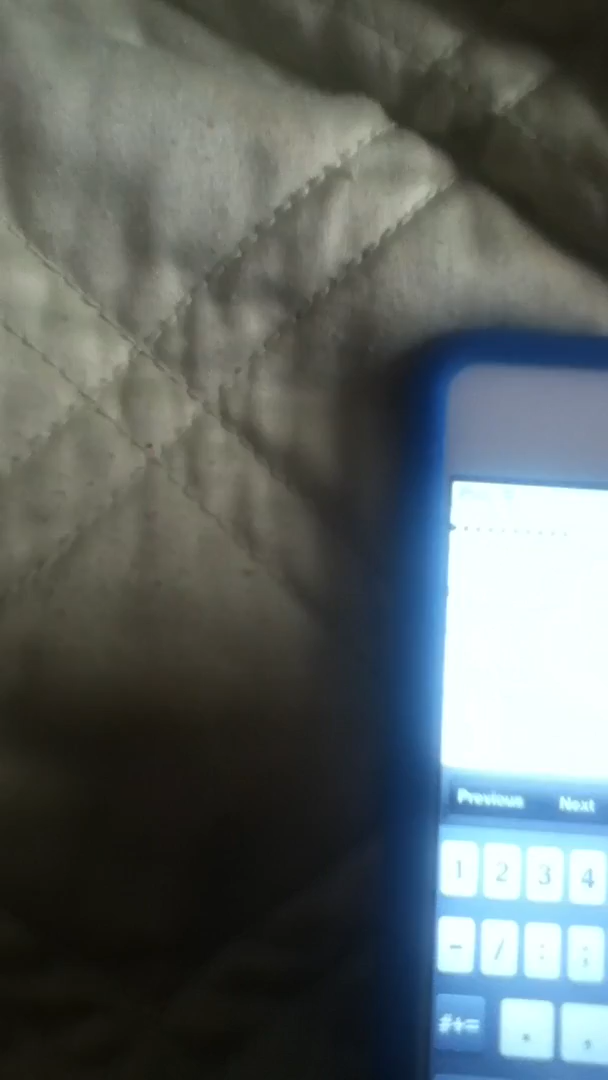 Previous Next
1 2 3 4
- / : ;
#+= . ,